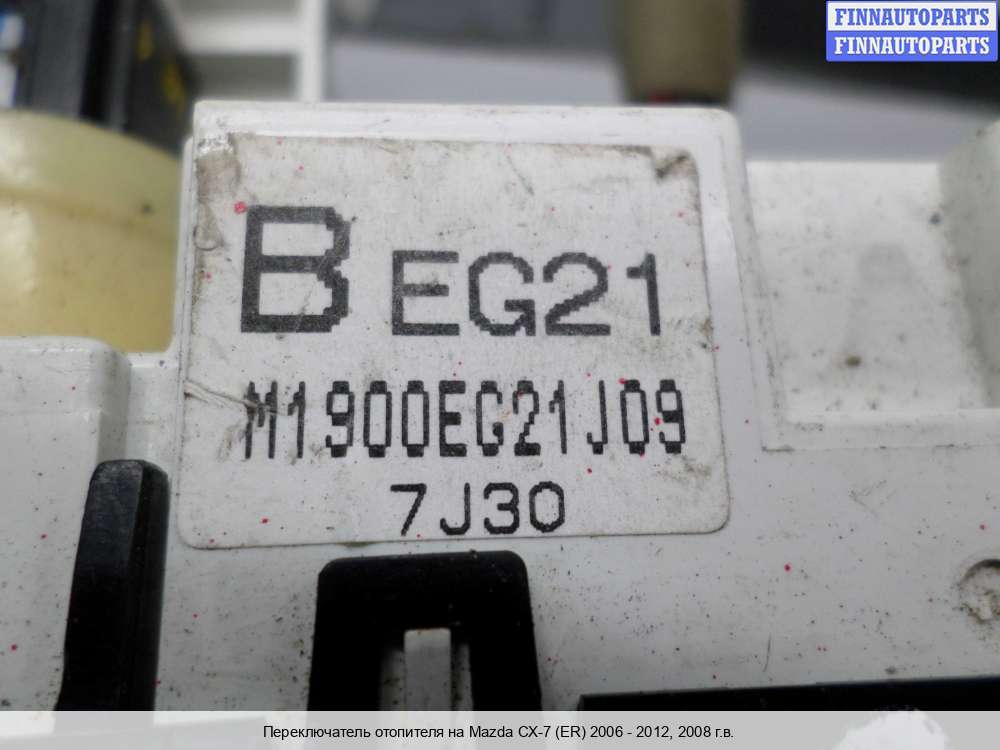 FINNAUTOPARTS
FINNAUTOPARTS
B EG21
M1900EG21J09
7J30
Переключатель отопителя на Mazda CX-7 (ER) 2006 - 2012, 2008 г.в.